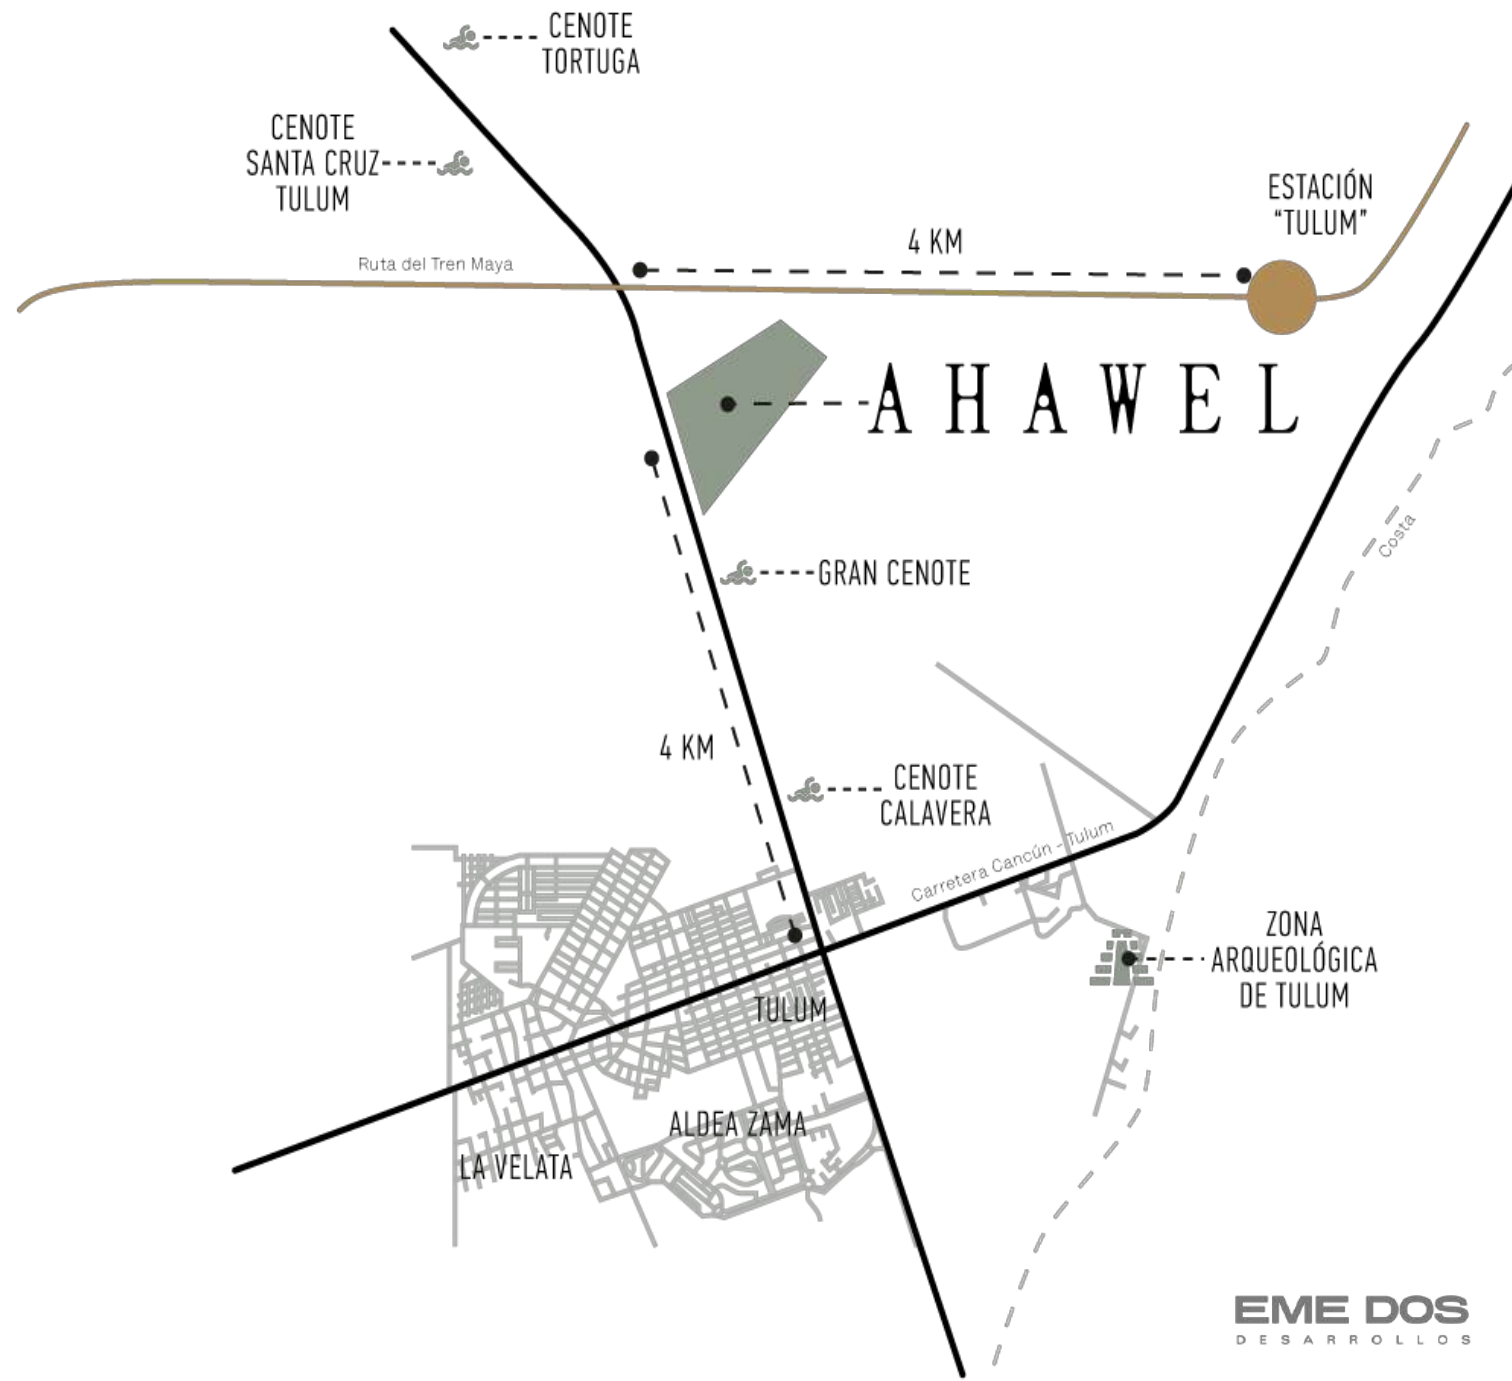 CENOTE
TORTUGA
CENOTE
SANTA CRUZ
TULUM
ESTACIÓN
“TULUM”
4 KM
Ruta del Tren Maya
AHAWEL
Costa
GRAN CENOTE
4 KM
CENOTE
CALAVERA
Carretera Cancún - Tulum
ZONA
ARQUEOLÓGICA
DE TULUM
TULUM
ALDEA ZAMA
LA VELATA
EME DOS
DESARROLLOS